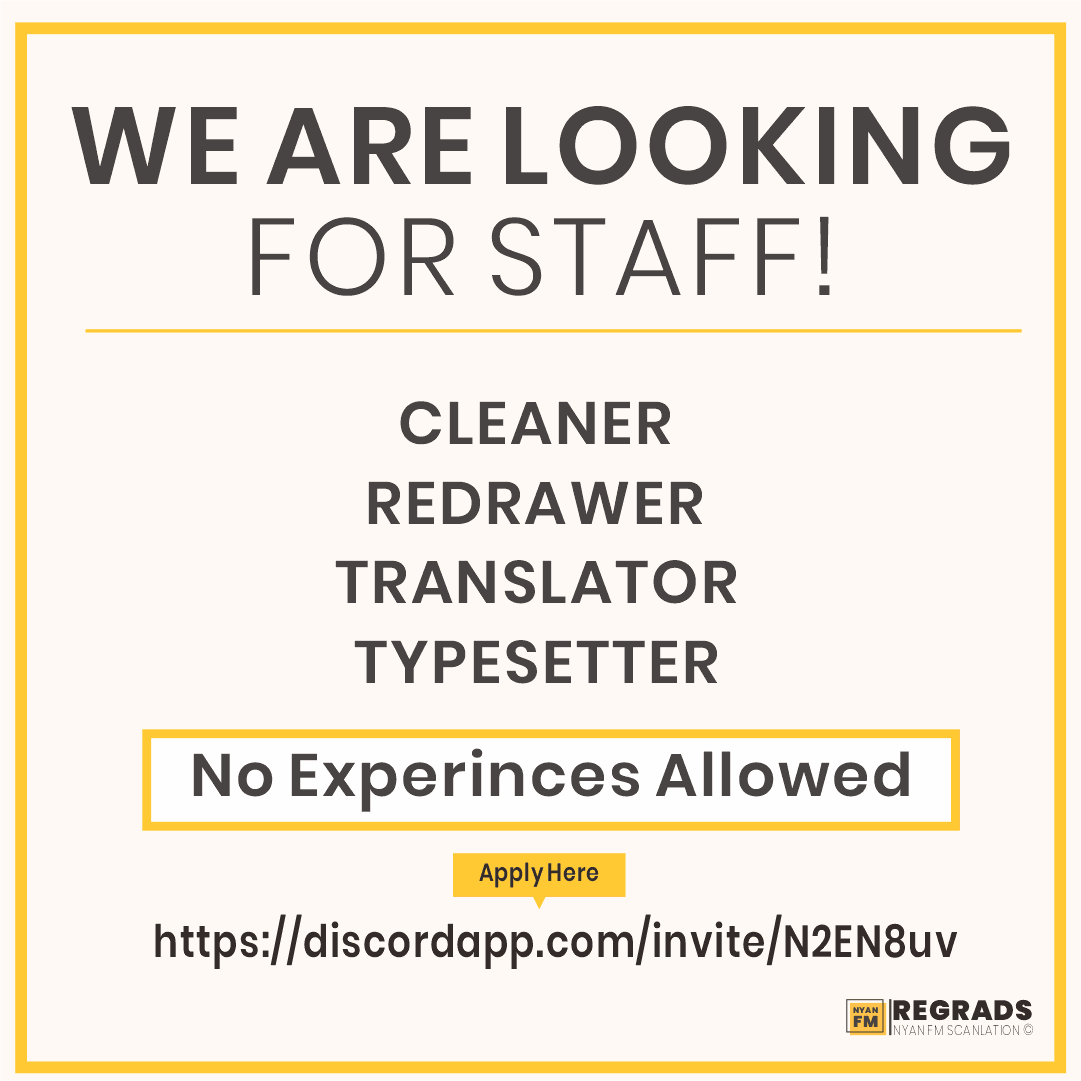 WE ARE LOOKING
FOR STAFF!
CLEANER
REDRAWER
TRANSLATOR
TYPESETTER
No Experinces Allowed
Apply Here
https://discordapp.com/invite/N2EN8uv
NYAN
FM
REGRADS
NYAN FM SCANLATION ©